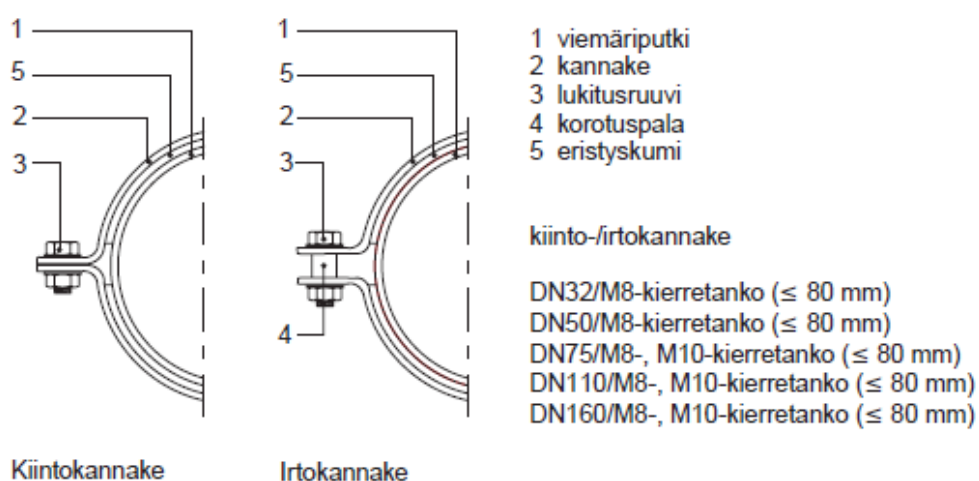 1
5
2
3
Kiintokannake
1
5
2
3
4
Irtokannake
1 viemäriputki
2 kannake
3 lukitusruuvi
4 korotuspala
5 eristyskumi
kiinto-/irtokannake
DN32/M8-kierretanko (≤ 80 mm)
DN50/M8-kierretanko (≤ 80 mm)
DN75/M8-, M10-kierretanko (≤ 80 mm)
DN110/M8-, M10-kierretanko (≤ 80 mm)
DN160/M8-, M10-kierretanko (≤ 80 mm)